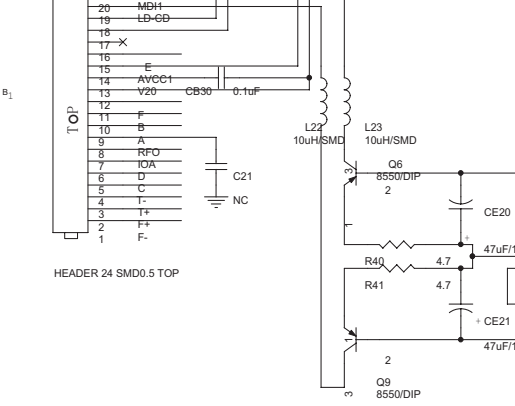 20 MDI1
19 LD-CD
18
17
16
15 E
14 AVCC1
13 V20 CB30 0.1uF
12
11 F
10 B
9 A
8 RFO
7 IOA
6 D
5 C
4 T-
3 T+
2 F+
1 F-
B1
TOP
HEADER 24 SMD0.5 TOP
C21
NC
L22
10uH/SMD
L23
10uH/SMD
3 Q6
8550/DIP
2
1
CE20
+
47uF/1
R40 4.7
R41 4.7
+ CE21
47uF/1
1
2
3
Q9
8550/DIP